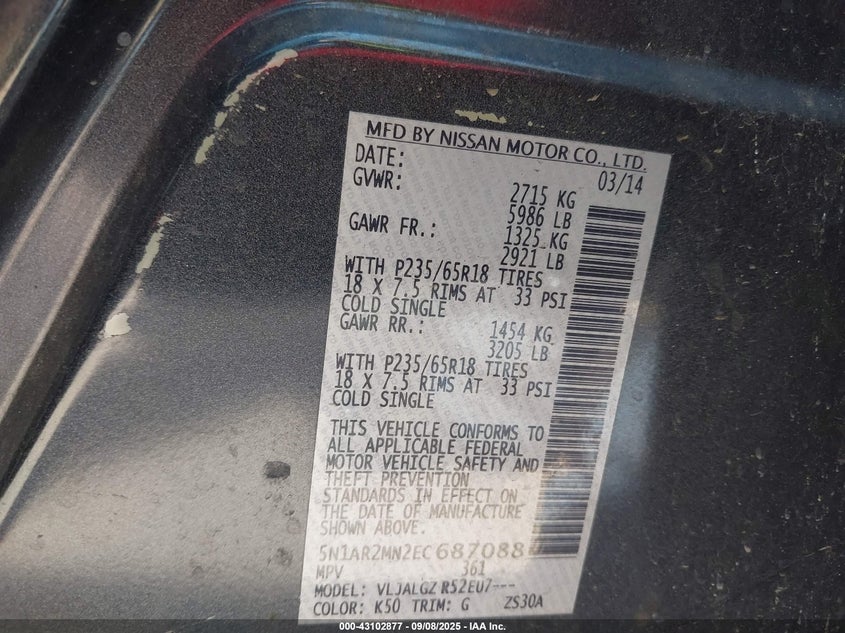 MFD BY NISSAN MOTOR CO., LTD.
DATE: 03/14
GVWR: 2715 KG
5986 LB
GAWR FR.: 1325 KG
2921 LB
WITH P235/65R18 TIRES
18 X 7.5 RIMS AT 33 PSI
COLD SINGLE
GAWR RR.: 1454 KG
3205 LB
WITH P235/65R18 TIRES
18 X 7.5 RIMS AT 33 PSI
COLD SINGLE
THIS VEHICLE CONFORMS TO
ALL APPLICABLE FEDERAL
MOTOR VEHICLE SAFETY AND
THEFT PREVENTION
STANDARDS IN EFFECT ON
THE DATE OF MANUFACTURE
SHOWN ABOVE.
5N1AR2MN2EC687088
MPV 361
MODEL: VLJALGZ R52EU7---
COLOR: K50 TRIM: G ZS30A
000-43102877 - 09/08/2025 - IAA Inc.